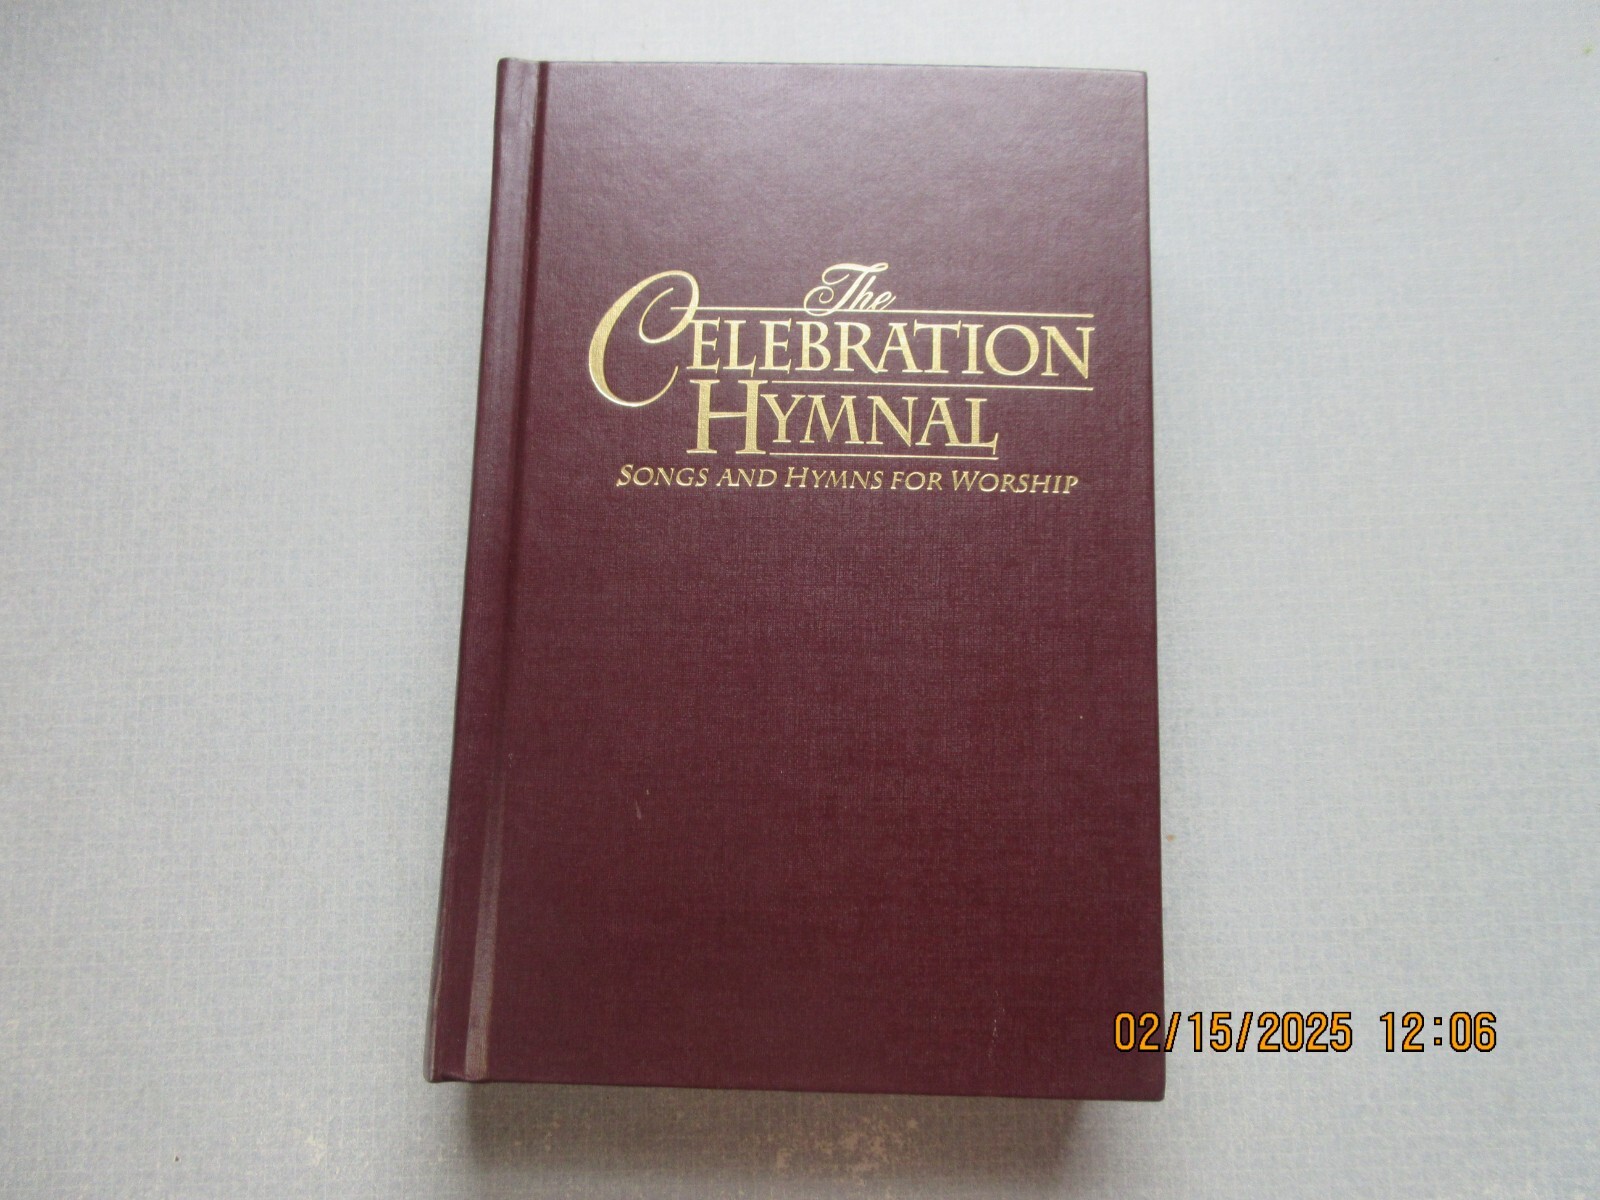 The
CELEBRATION
HYMNAL
SONGS AND HYMNS FOR WORSHIP
02/15/2025 12:06